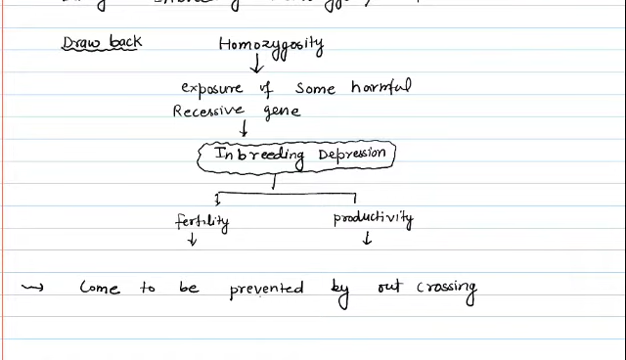 Draw back
Homozygosity
exposure of some harmful
Recessive gene
Inbreeding Depression
fertility productivity
Come to be prevented by out crossing